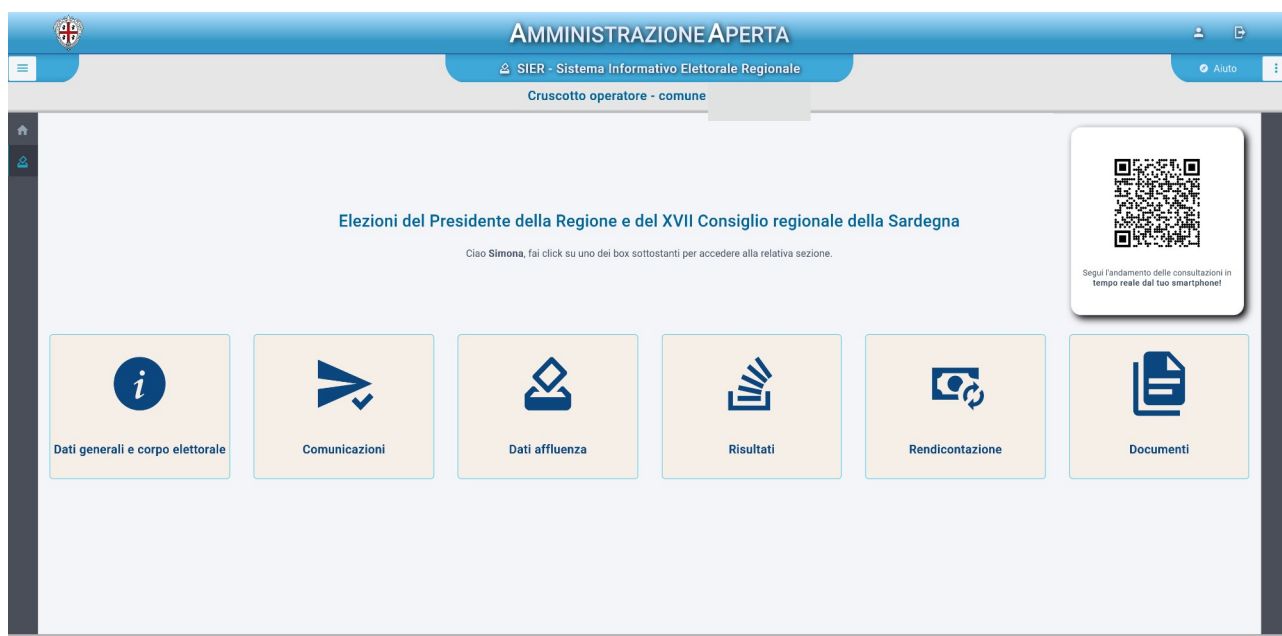 AMMINISTRAZIONE APERTA
SIER - Sistema Informativo Elettorale Regionale
Aiuto
Cruscotto operatore - comune
Elezioni del Presidente della Regione e del XVII Consiglio regionale della Sardegna
Ciao Simona, fai click su uno dei box sottostanti per accedere alla relativa sezione.
Segui l'andamento delle consultazioni in
tempo reale dal tuo smartphone!
Dati generali e corpo elettorale
Comunicazioni
Dati affluenza
Risultati
Rendicontazione
Documenti